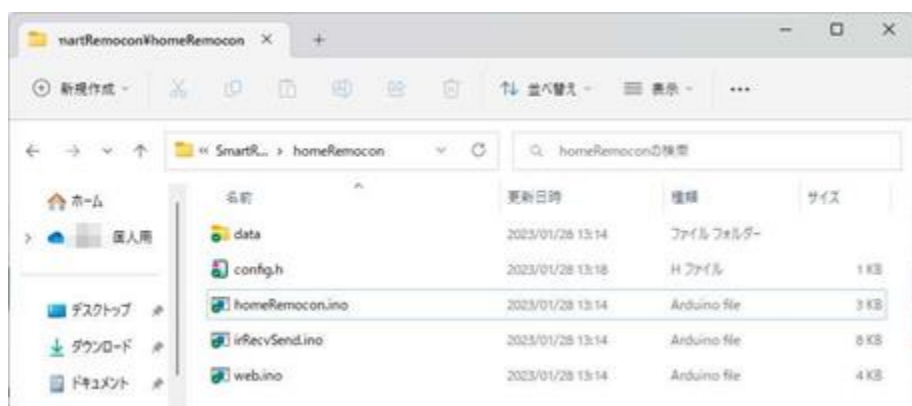 martRemocon¥homeRemocon
新規作成 並べ替え 表示 ...
« SmartR... > homeRemocon homeRemoconの検索
名前 更新日時 種類 サイズ
ホーム
個人用
デスクトップ
ダウンロード
ドキュメント
data 2023/01/28 13:14 ファイル フォルダー
config.h 2023/01/28 13:18 H ファイル 1 KB
homeRemocon.ino 2023/01/28 13:14 Arduino file 3 KB
irRecvSend.ino 2023/01/28 13:14 Arduino file 8 KB
web.ino 2023/01/28 13:14 Arduino file 4 KB